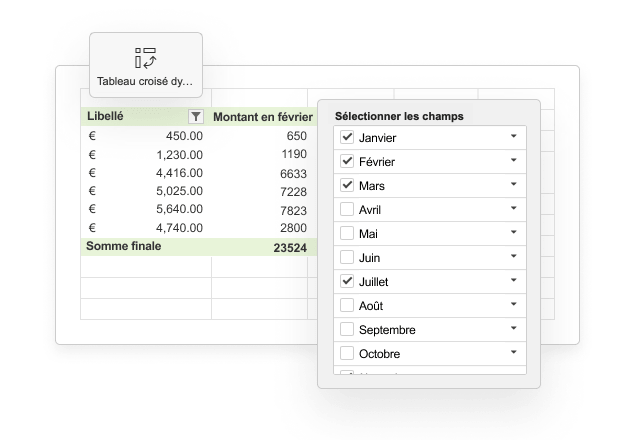 Tableau croisé dy...
Libellé Montant en février
€ 450.00 650
€ 1,230.00 1190
€ 4,416.00 6633
€ 5,025.00 7228
€ 5,640.00 7823
€ 4,740.00 2800
Somme finale 23524
Sélectionner les champs
Janvier
Février
Mars
Avril
Mai
Juin
Juillet
Août
Septembre
Octobre